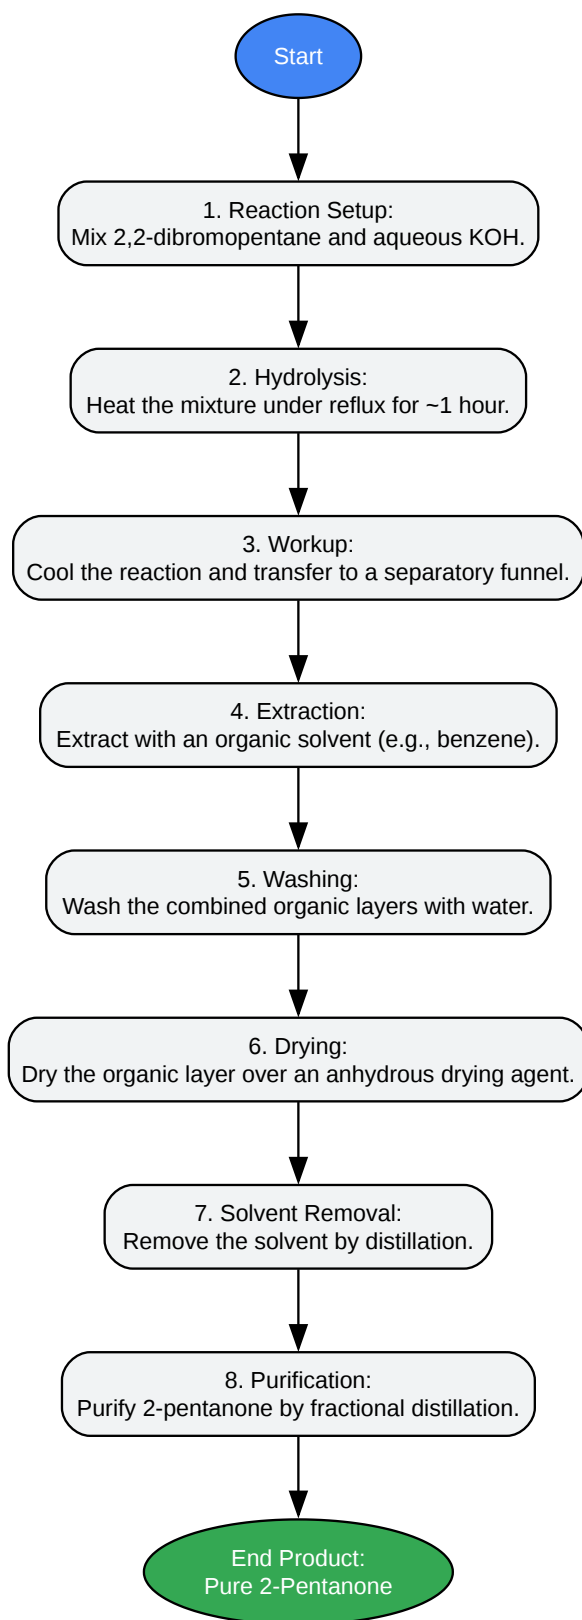 Start
1. Reaction Setup:
Mix 2,2-dibromopentane and aqueous KOH.
2. Hydrolysis:
Heat the mixture under reflux for ~1 hour.
3. Workup:
Cool the reaction and transfer to a separatory funnel.
4. Extraction:
Extract with an organic solvent (e.g., benzene).
5. Washing:
Wash the combined organic layers with water.
6. Drying:
Dry the organic layer over an anhydrous drying agent.
7. Solvent Removal:
Remove the solvent by distillation.
8. Purification:
Purify 2-pentanone by fractional distillation.
End Product:
Pure 2-Pentanone